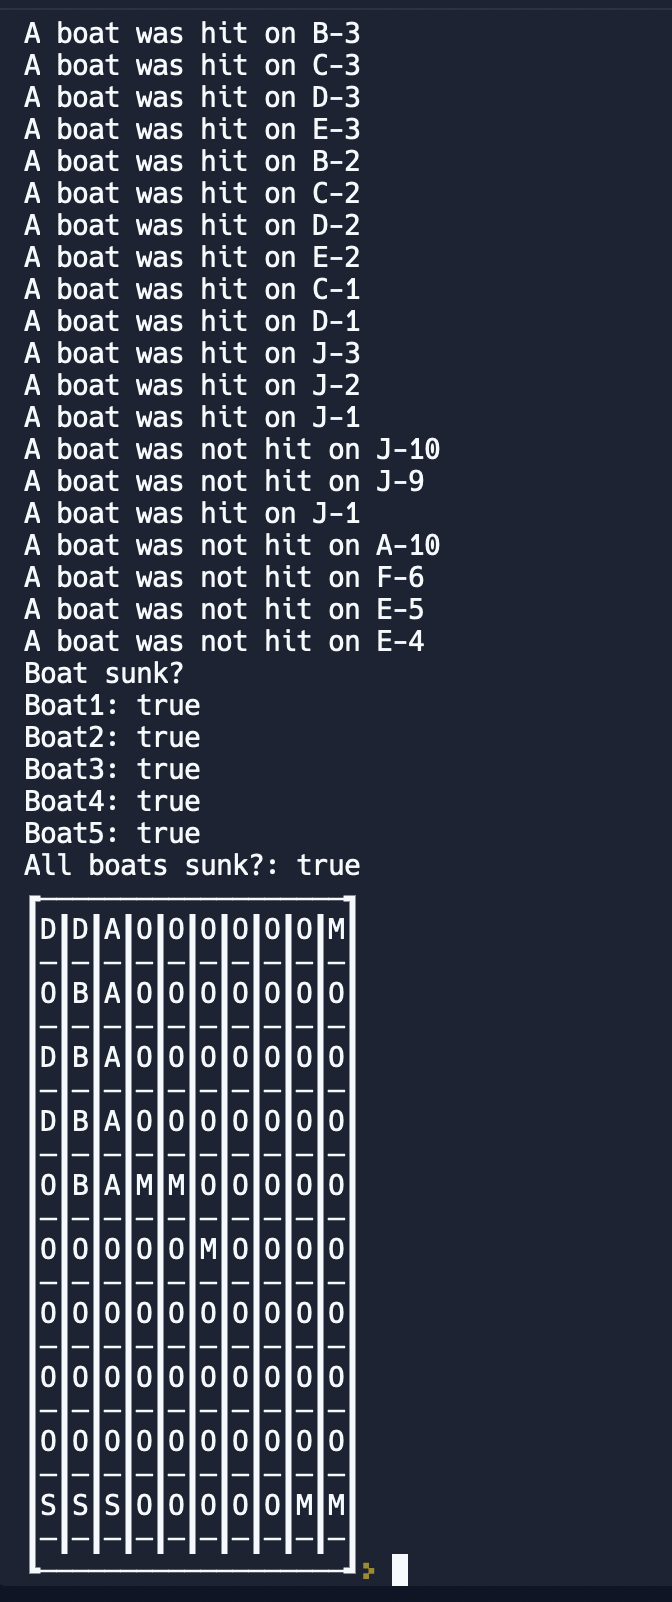 A boat was hit on B-3
A boat was hit on C-3
A boat was hit on D-3
A boat was hit on E-3
A boat was hit on B-2
A boat was hit on C-2
A boat was hit on D-2
A boat was hit on E-2
A boat was hit on C-1
A boat was hit on D-1
A boat was hit on J-3
A boat was hit on J-2
A boat was hit on J-1
A boat was not hit on J-10
A boat was not hit on J-9
A boat was hit on J-1
A boat was not hit on A-10
A boat was not hit on F-6
A boat was not hit on E-5
A boat was not hit on E-4
Boat sunk?
Boat1: true
Boat2: true
Boat3: true
Boat4: true
Boat5: true
All boats sunk?: true
D|D|A|O|O|O|O|O|O|M
O|B|A|O|O|O|O|O|O|O
D|B|A|O|O|O|O|O|O|O
D|B|A|O|O|O|O|O|O|O
O|B|A|M|M|O|O|O|O|O
O|O|O|O|O|M|O|O|O|O
O|O|O|O|O|O|O|O|O|O
O|O|O|O|O|O|O|O|O|O
O|O|O|O|O|O|O|O|O|O
S|S|S|O|O|O|O|O|M|M